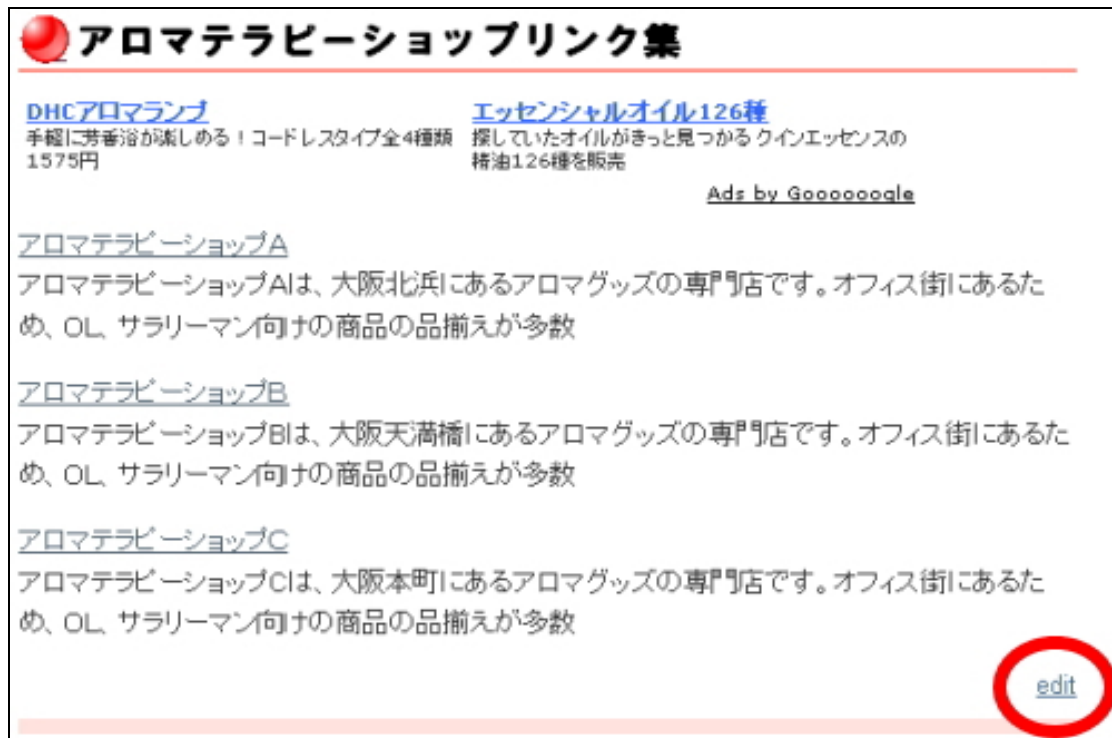 アロマテラピーショップリンク集
DHCアロマランプ
手軽に芳香浴が楽しめる！コードレスタイプ全4種類
1575円
エッセンシャルオイル126種
探していたオイルがきっと見つかる クインエッセンスの
精油126種を販売
Ads by Goooooogle
アロマテラピーショップA
アロマテラピーショップAは、大阪北浜にあるアロマグッズの専門店です。オフィス街にあるた
め、OL、サラリーマン向けの商品の品揃えが多数
アロマテラピーショップB
アロマテラピーショップBは、大阪天満橋にあるアロマグッズの専門店です。オフィス街にあるた
め、OL、サラリーマン向けの商品の品揃えが多数
アロマテラピーショップC
アロマテラピーショップCは、大阪本町にあるアロマグッズの専門店です。オフィス街にあるた
め、OL、サラリーマン向けの商品の品揃えが多数
edit